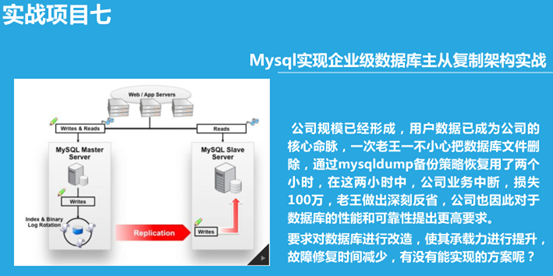 实战项目七
Mysql实现企业级数据库主从复制架构实战
Web / App Servers
Writes & Reads
Reads
MySQL Master
Server
MySQL Slave
Server
Writes
Index & Binary
Log Rotation
Replication
Writes
公司规模已经形成，用户数据已成为公司的
核心命脉，一次老王一不小心把数据库文件删
除，通过mysqldump备份策略恢复用了两个
小时，在这两小时中，公司业务中断，损失
100万，老王做出深刻反省，公司也因此对于
数据库的性能和可靠性提出更高要求。
要求对数据库进行改造，使其承载力进行提升，
故障修复时间减少，有没有能实现的方案呢？